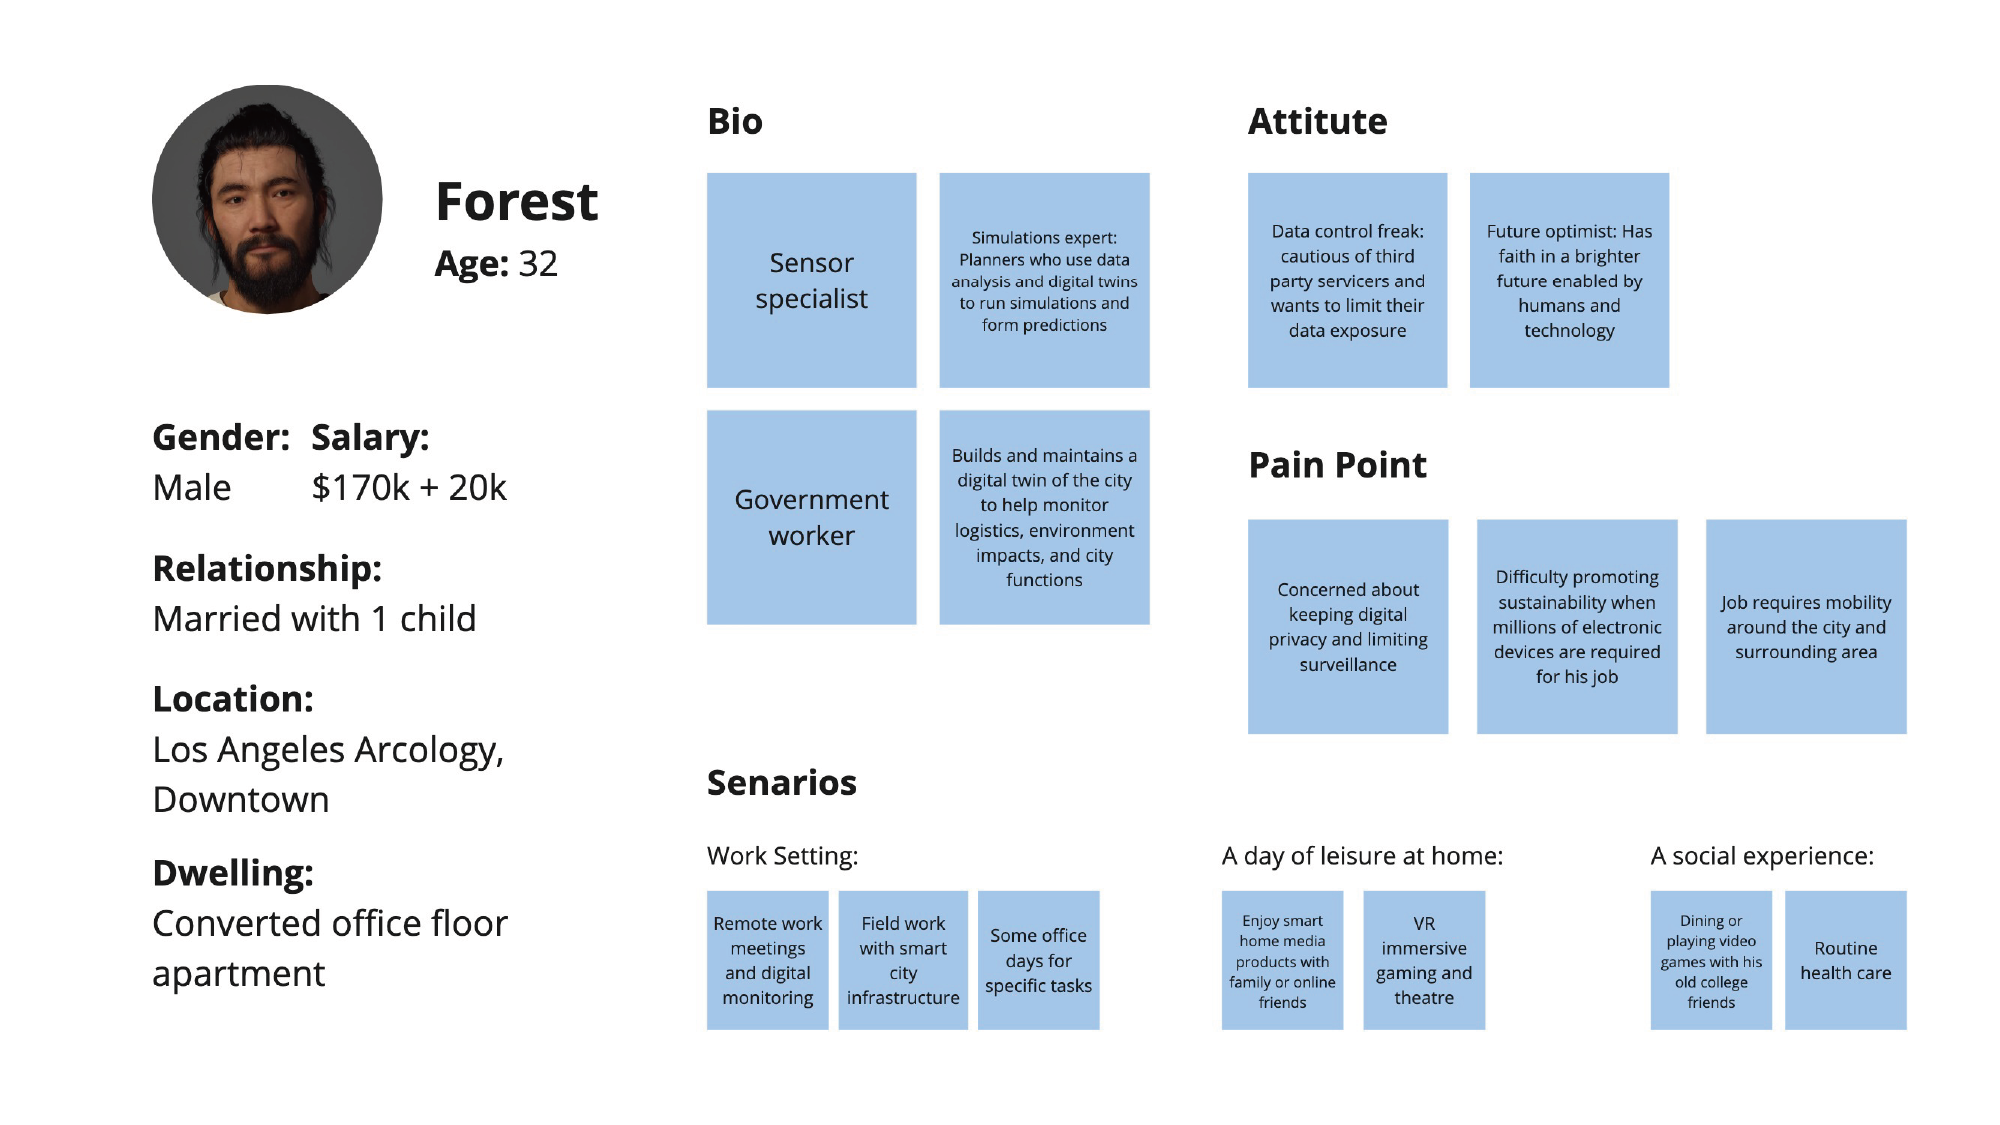 Forest
Age: 32
Gender: Salary:
Male $170k + 20k
Relationship:
Married with 1 child
Location:
Los Angeles Arcology,
Downtown
Dwelling:
Converted office floor
apartment
Bio
Sensor
specialist
Simulations expert:
Planners who use data
analysis and digital twins
to run simulations and
form predictions
Government
worker
Builds and maintains a
digital twin of the city
to help monitor
logistics, environment
impacts, and city
functions
Attitute
Data control freak:
cautious of third
party servicers and
wants to limit their
data exposure
Future optimist: Has
faith in a brighter
future enabled by
humans and
technology
Pain Point
Concerned about
keeping digital
privacy and limiting
surveillance
Difficulty promoting
sustainability when
millions of electronic
devices are required
for his job
Job requires mobility
around the city and
surrounding area
Senarios
Work Setting:
Remote work
meetings
and digital
monitoring
Field work
with smart
city
infrastructure
Some office
days for
specific tasks
A day of leisure at home:
Enjoy smart
home media
products with
family or online
friends
VR
immersive
gaming and
theatre
A social experience:
Dining or
playing video
games with his
old college
friends
Routine
health care